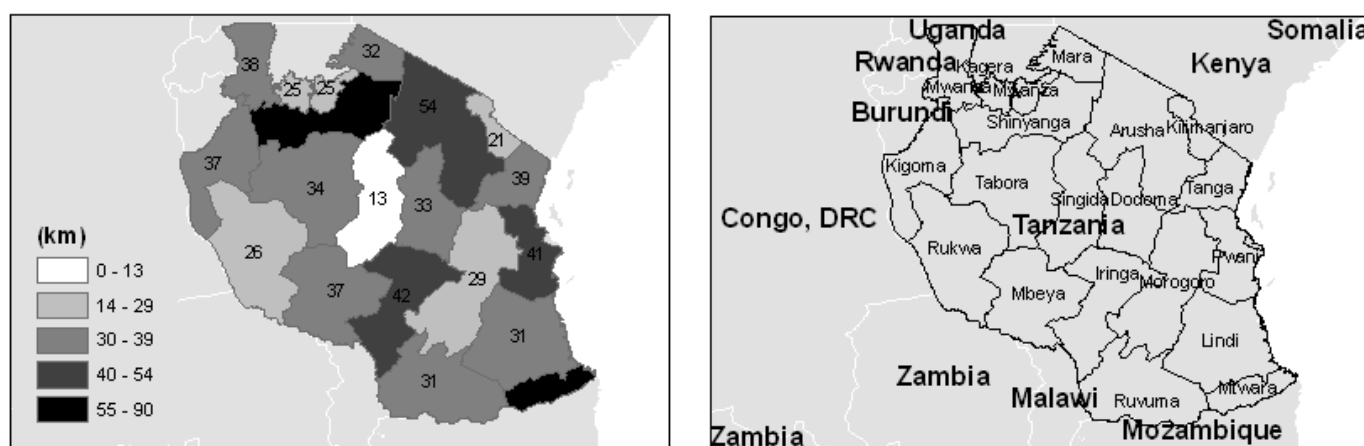 38
32
25
25
54
21
37
34
13
33
39
26
29
41
37
42
31
31
(km)
0 - 13
14 - 29
30 - 39
40 - 54
55 - 90
Uganda
Somalia
Mara
Rwanda
Kagera
Kenya
Mwanza
Mwanza
Burundi
Shinyanga
Arusha
Kilimanjaro
Kigoma
Tabora
Tanga
Singida
Dodoma
Congo, DRC
Tanzania
Rukwa
Pwani
Iringa
Morogoro
Mbeya
Lindi
Zambia
Malawi
Mtwara
Ruvuma
Mozambique
Zambia